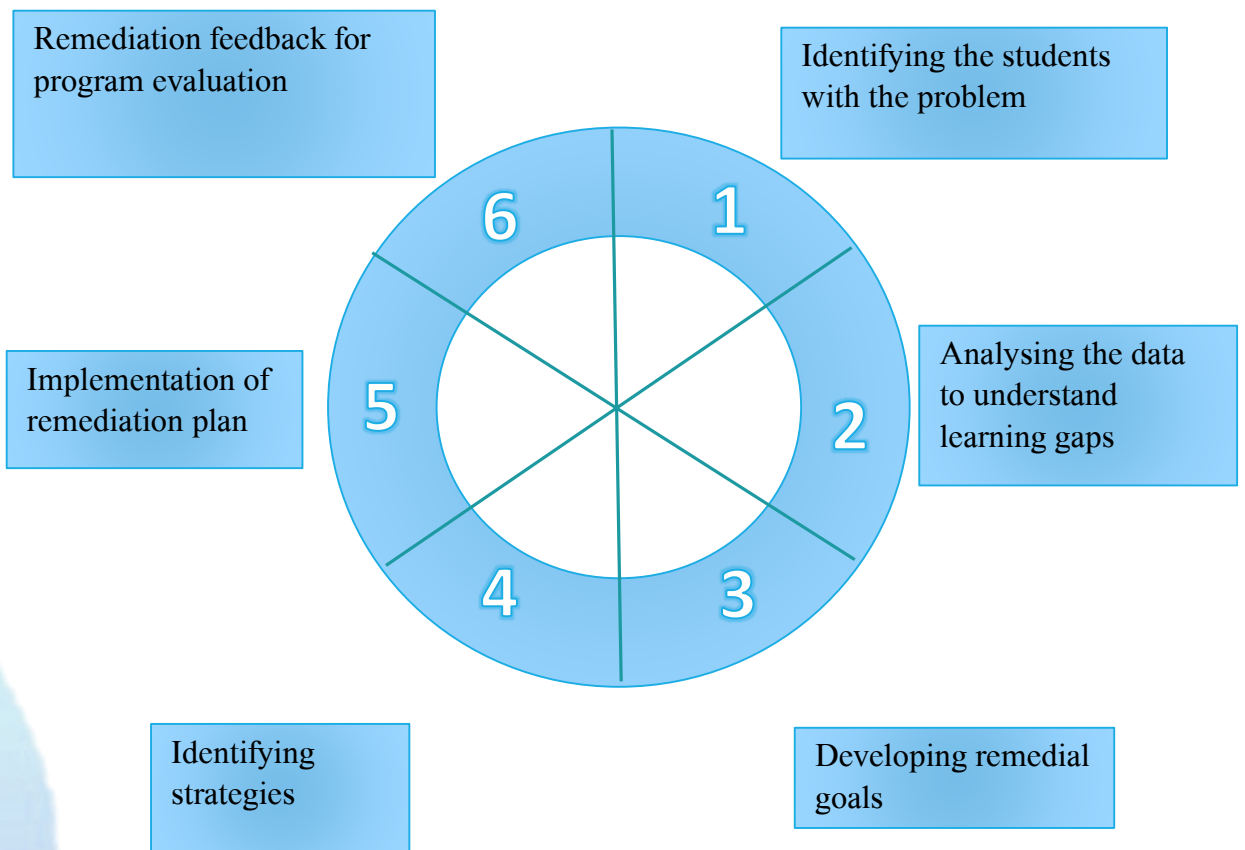 Remediation feedback for
program evaluation
Identifying the students
with the problem
6
1
Implementation of
remediation plan
5
2
Analysing the data
to understand
learning gaps
4
3
Identifying
strategies
Developing remedial
goals